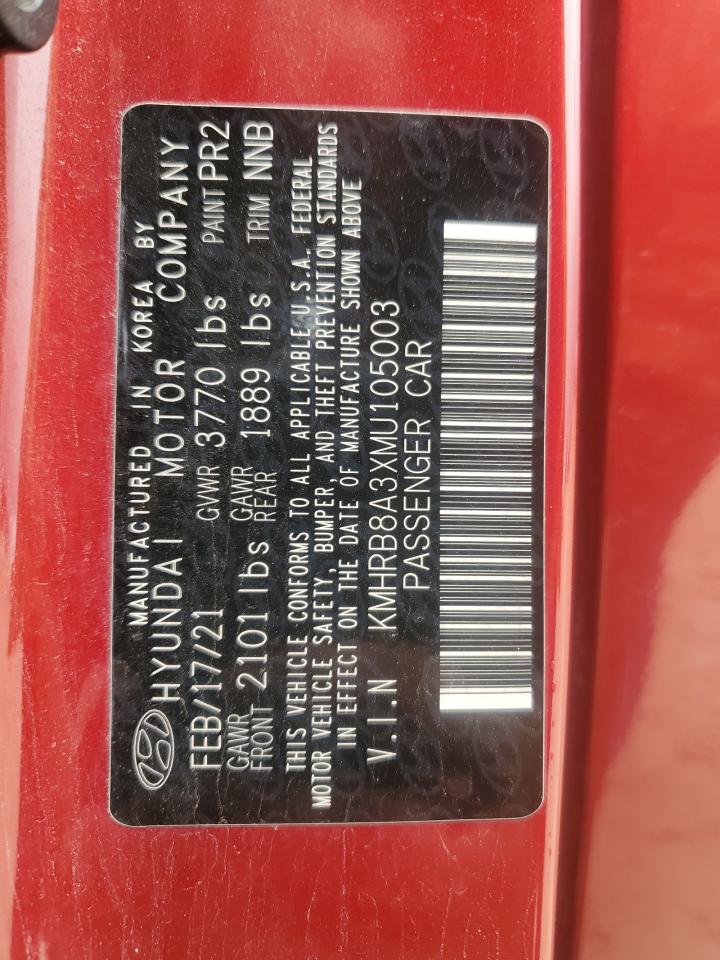 MANUFACTURED IN KOREA BY
HYUNDAI MOTOR COMPANY
FEB/17/21 GVWR 3770 lbs PAINT PR2
GAWR FRONT 2101 lbs GAWR REAR 1889 lbs TRIM NNB
THIS VEHICLE CONFORMS TO ALL APPLICABLE U.S.A. FEDERAL
MOTOR VEHICLE SAFETY, BUMPER, AND THEFT PREVENTION STANDARDS
IN EFFECT ON THE DATE OF MANUFACTURE SHOWN ABOVE
V.I.N KMHRB8A3XMU105003
PASSENGER CAR